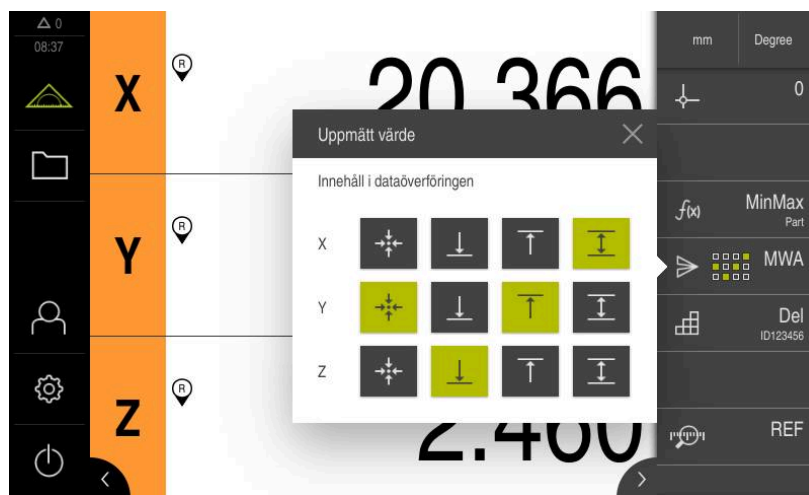 0
08:37
X
R
20.366
mm
Degree
0
Uppmätt värde
Innehåll i dataöverföringen
X
Y
Z
Y
R
f(x)
MinMax
Part
MWA
Del
ID123456
Z
R
2.460
REF